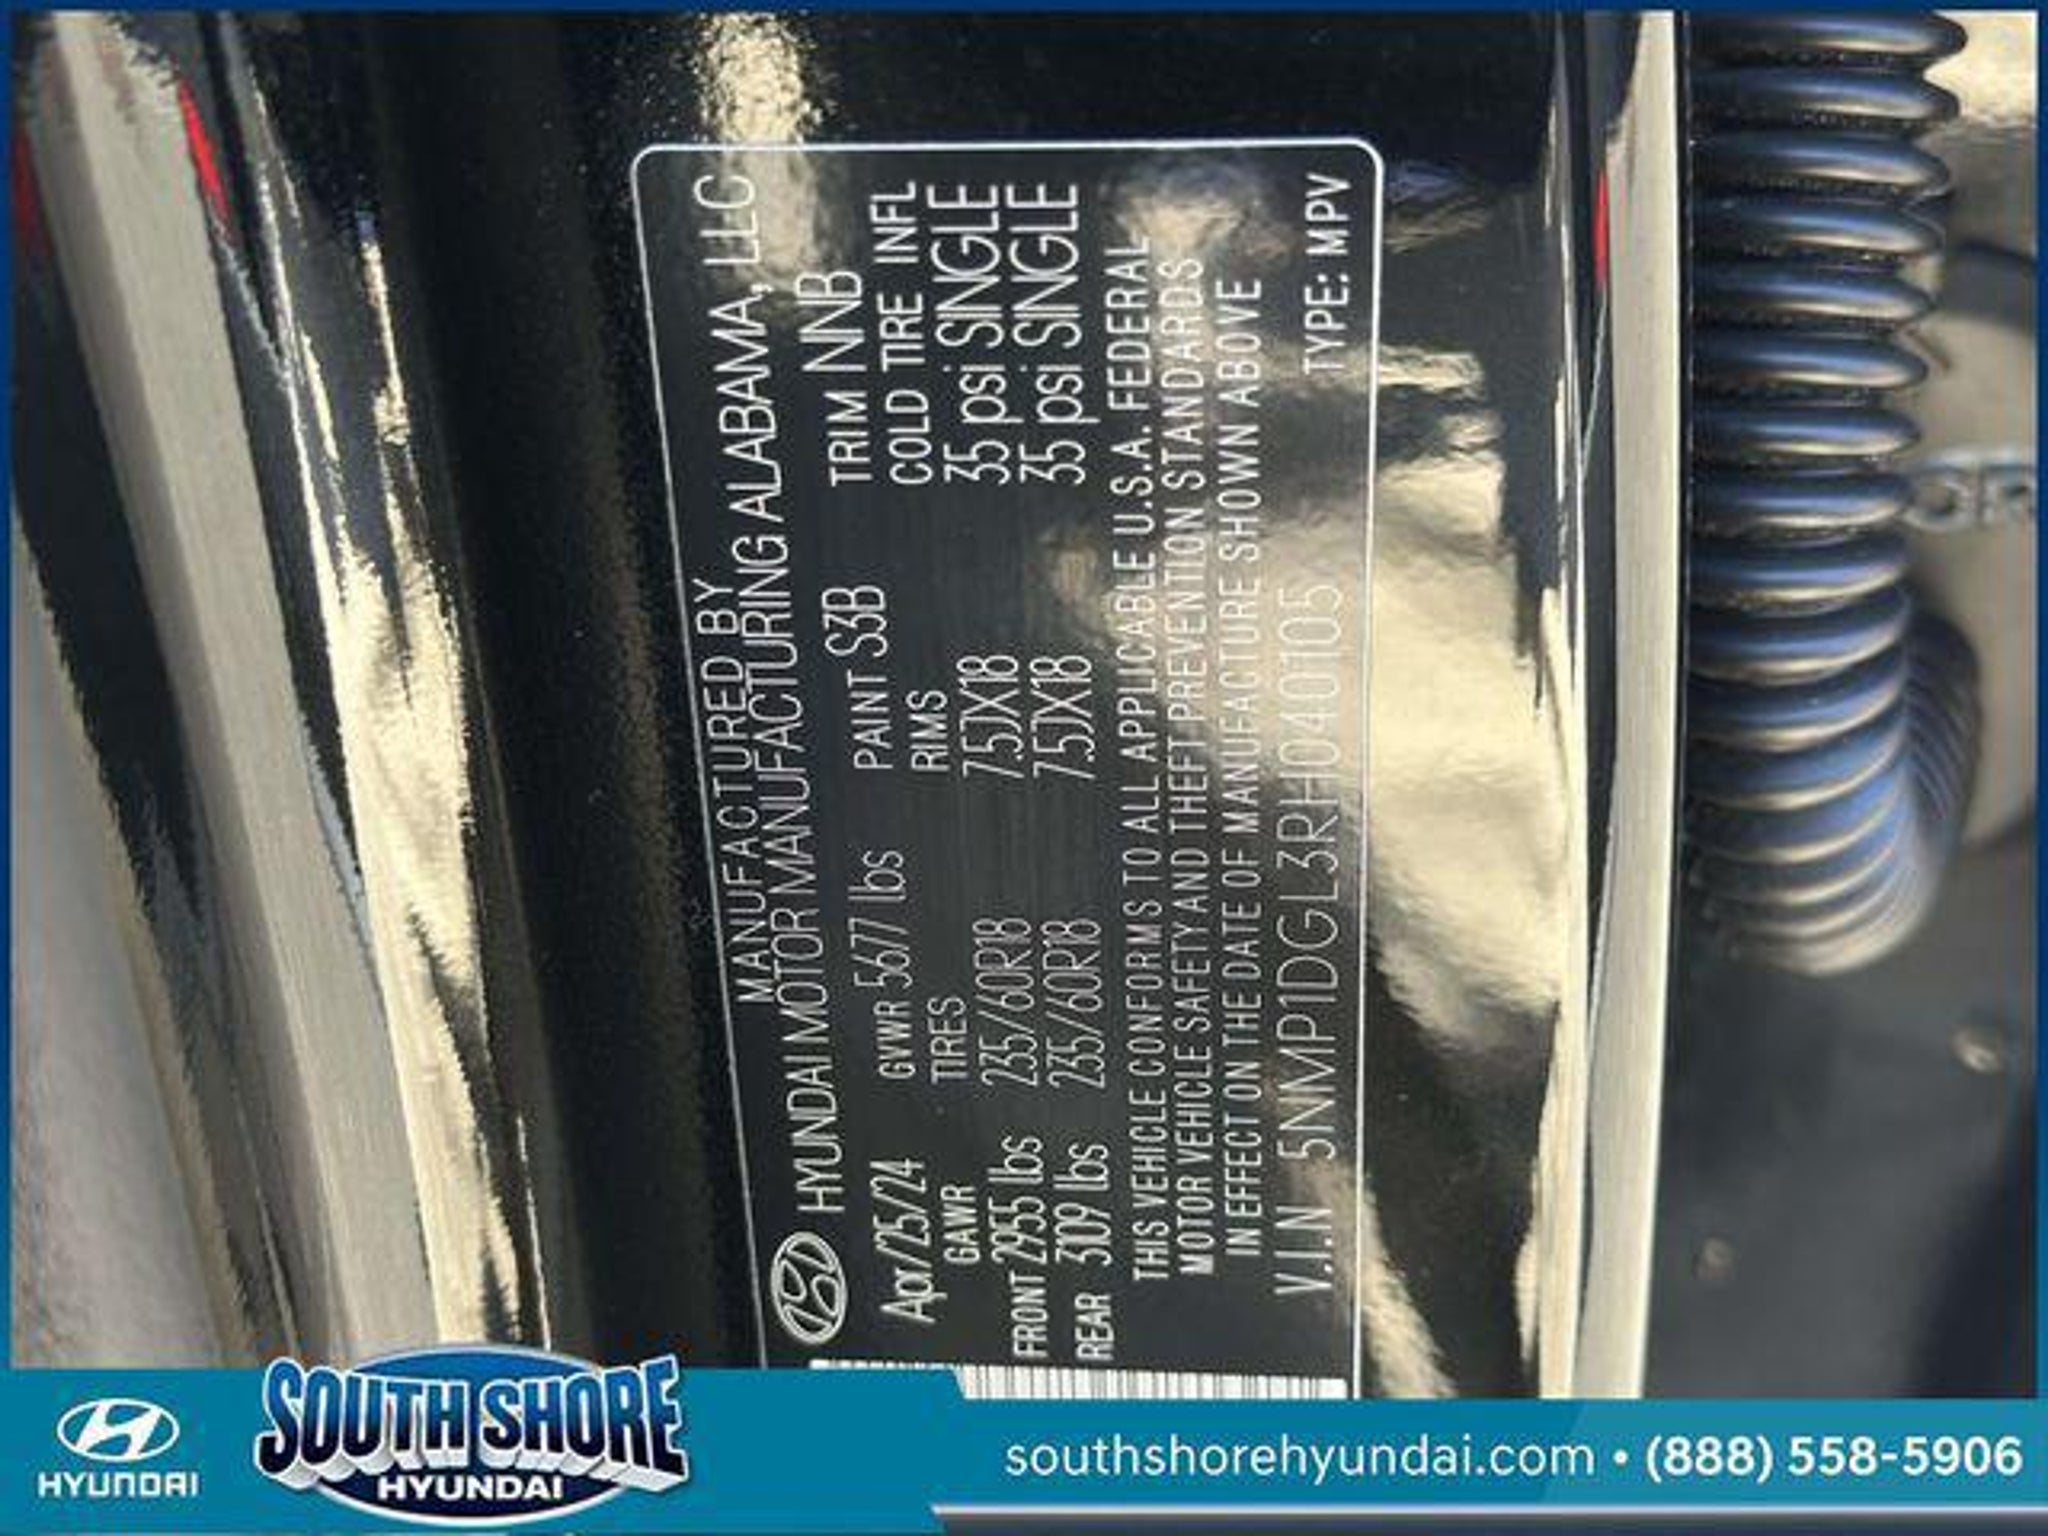 MANUFACTURED BY
HYUNDAI MOTOR MANUFACTURING ALABAMA, LLC
Apr/25/24 GVWR 5677 lbs PAINT S3B TRIM NNB
GAWR TIRES RIMS COLD TIRE INFL
FRONT 2955 lbs 235/60R18 7.5JX18 35 psi SINGLE
REAR 3109 lbs 235/60R18 7.5JX18 35 psi SINGLE
THIS VEHICLE CONFORMS TO ALL APPLICABLE U.S.A. FEDERAL
MOTOR VEHICLE SAFETY AND THEFT PREVENTION STANDARDS
IN EFFECT ON THE DATE OF MANUFACTURE SHOWN ABOVE
V.I.N 5NMP1DGL3RH040105 TYPE: MPV
HYUNDAI
SOUTH SHORE
HYUNDAI
southshorehyundai.com • (888) 558-5906